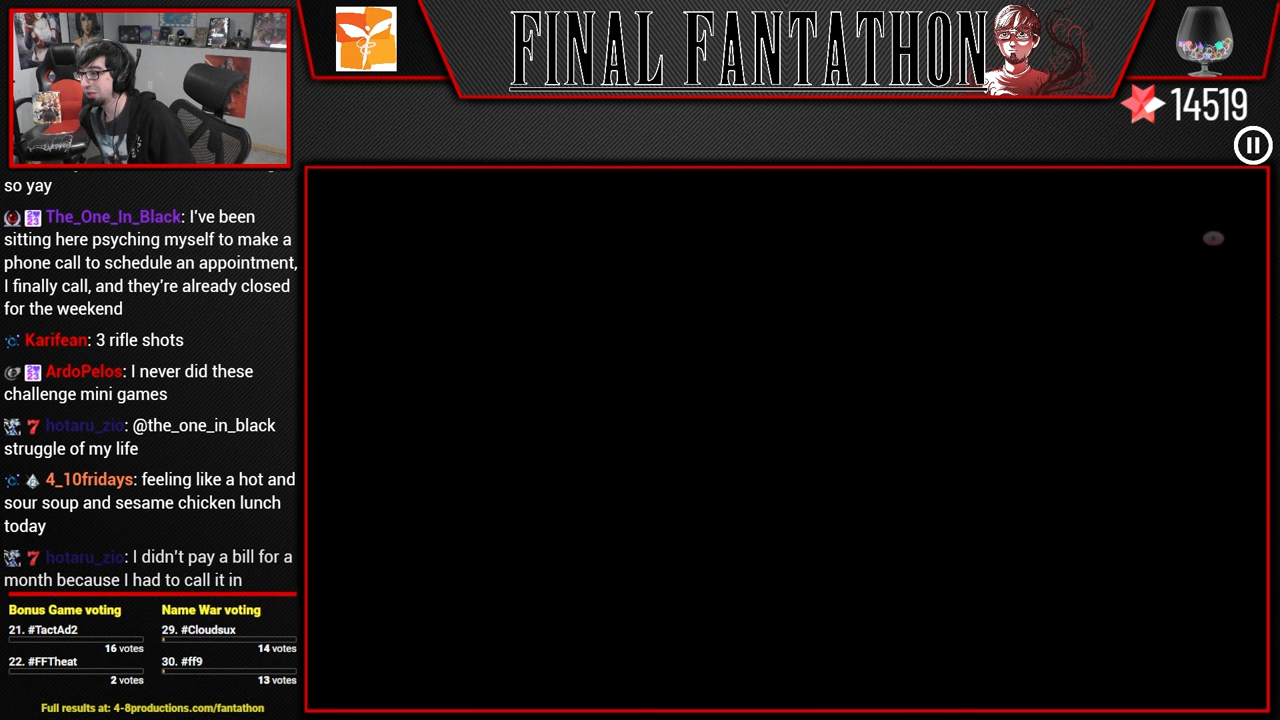 FINAL FANTATHON
14519
so yay
The_One_In_Black: I've been
sitting here psyching myself to make a
phone call to schedule an appointment,
I finally call, and they're already closed
for the weekend
Karifean: 3 rifle shots
ArdoPelos: I never did these
challenge mini games
hotaru_zio: @the_one_in_black
struggle of my life
4_10fridays: feeling like a hot and
sour soup and sesame chicken lunch
today
hotaru_zio: I didn't pay a bill for a
month because I had to call it in
Bonus Game voting
21. #TactAd2
16 votes
22. #FFTheat
2 votes
Name War voting
29. #Cloudsux
14 votes
30. #ff9
13 votes
Full results at: 4-8productions.com/fantathon